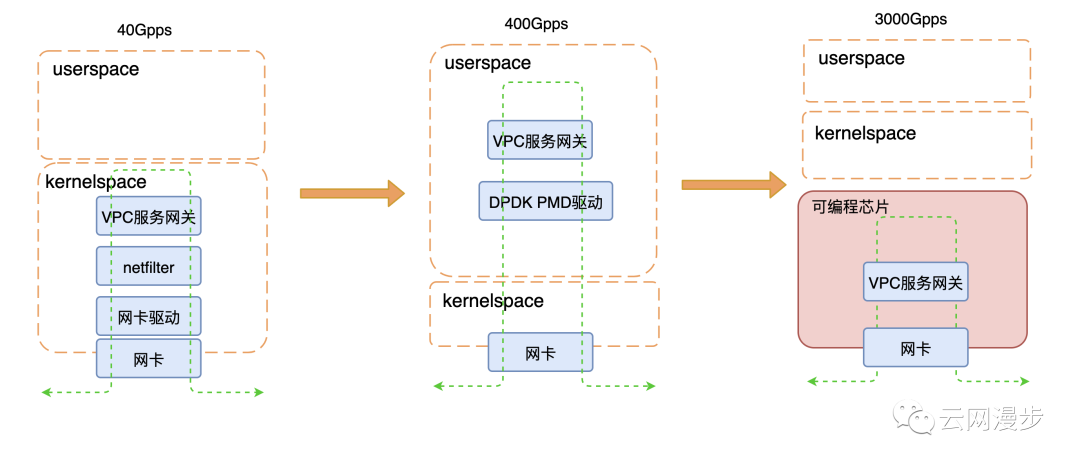 40Gpps
userspace
kernelspace
VPC服务网关
netfilter
网卡驱动
网卡
400Gpps
userspace
VPC服务网关
DPDK PMD驱动
kernelspace
网卡
3000Gpps
userspace
kernelspace
可编程芯片
VPC服务网关
网卡
云网漫步